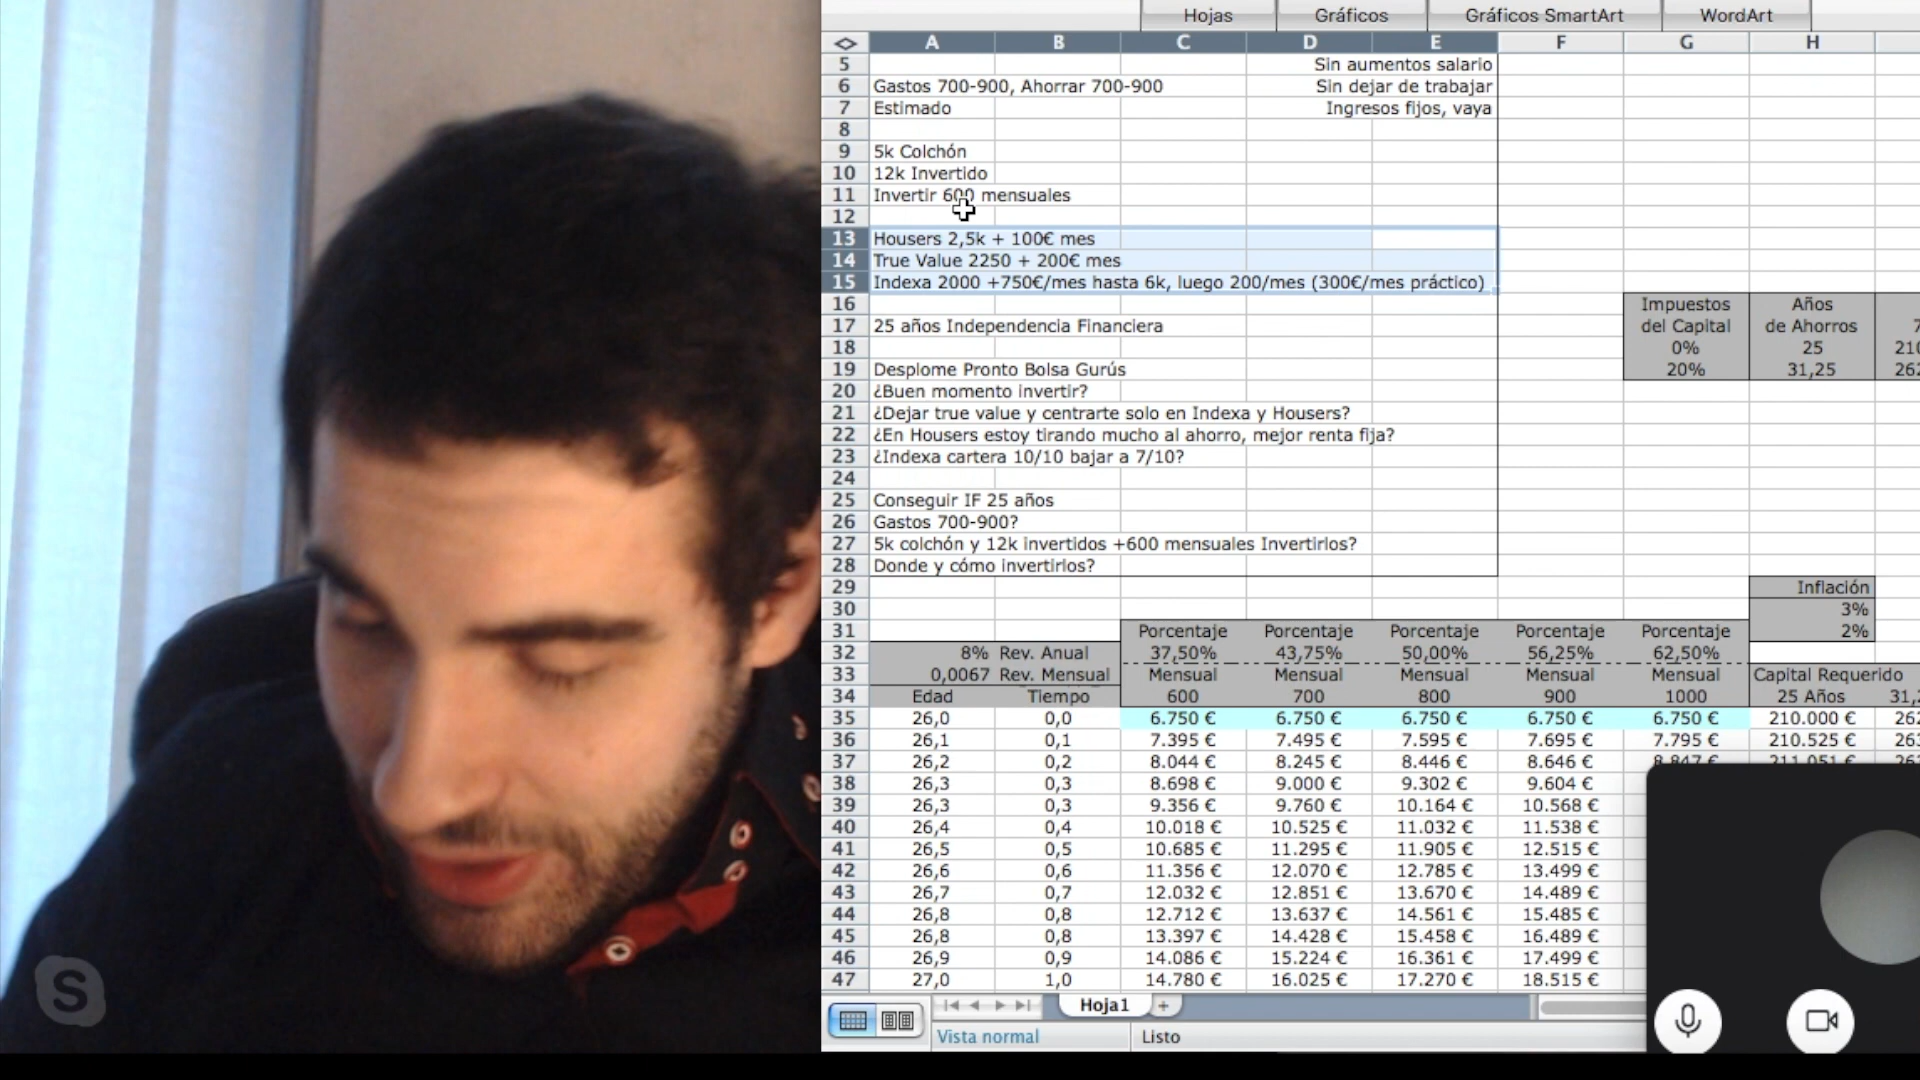 Hojas Gráficos Gráficos SmartArt WordArt
A B C D E F G H
5 Sin aumentos salario
6 Gastos 700-900, Ahorrar 700-900 Sin dejar de trabajar
7 Estimado Ingresos fijos, vaya
8
9 5k Colchón
10 12k Invertido
11 Invertir 600 mensuales
12
13 Housers 2,5k + 100€ mes
14 True Value 2250 + 200€ mes
15 Indexa 2000 +750€/mes hasta 6k, luego 200/mes (300€/mes práctico)
16 Impuestos Años
17 25 años Independencia Financiera del Capital de Ahorros 7
18 0% 25 210
19 Desplome Pronto Bolsa Gurús 20% 31,25 262
20 ¿Buen momento invertir?
21 ¿Dejar true value y centrarte solo en Indexa y Housers?
22 ¿En Housers estoy tirando mucho al ahorro, mejor renta fija?
23 ¿Indexa cartera 10/10 bajar a 7/10?
24
25 Conseguir IF 25 años
26 Gastos 700-900?
27 5k colchón y 12k invertidos +600 mensuales Invertirlos?
28 Donde y cómo invertirlos?
29 Inflación
30 3%
31 Porcentaje Porcentaje Porcentaje Porcentaje Porcentaje 2%
32 8% Rev. Anual 37,50% 43,75% 50,00% 56,25% 62,50%
33 0,0067 Rev. Mensual Mensual Mensual Mensual Mensual Mensual Capital Requerido
34 Edad Tiempo 600 700 800 900 1000 25 Años 31,2
35 26,0 0,0 6.750 € 6.750 € 6.750 € 6.750 € 6.750 € 210.000 € 262
36 26,1 0,1 7.395 € 7.495 € 7.595 € 7.695 € 7.795 € 210.525 € 263
37 26,2 0,2 8.044 € 8.245 € 8.446 € 8.646 € 8.847 € 211.051 € 263
38 26,3 0,3 8.698 € 9.000 € 9.302 € 9.604 €
39 26,3 0,3 9.356 € 9.760 € 10.164 € 10.568 €
40 26,4 0,4 10.018 € 10.525 € 11.032 € 11.538 €
41 26,5 0,5 10.685 € 11.295 € 11.905 € 12.515 €
42 26,6 0,6 11.356 € 12.070 € 12.785 € 13.499 €
43 26,7 0,7 12.032 € 12.851 € 13.670 € 14.489 €
44 26,8 0,8 12.712 € 13.637 € 14.561 € 15.485 €
45 26,8 0,8 13.397 € 14.428 € 15.458 € 16.489 €
46 26,9 0,9 14.086 € 15.224 € 16.361 € 17.499 €
47 27,0 1,0 14.780 € 16.025 € 17.270 € 18.515 €
Hoja1
Vista normal Listo